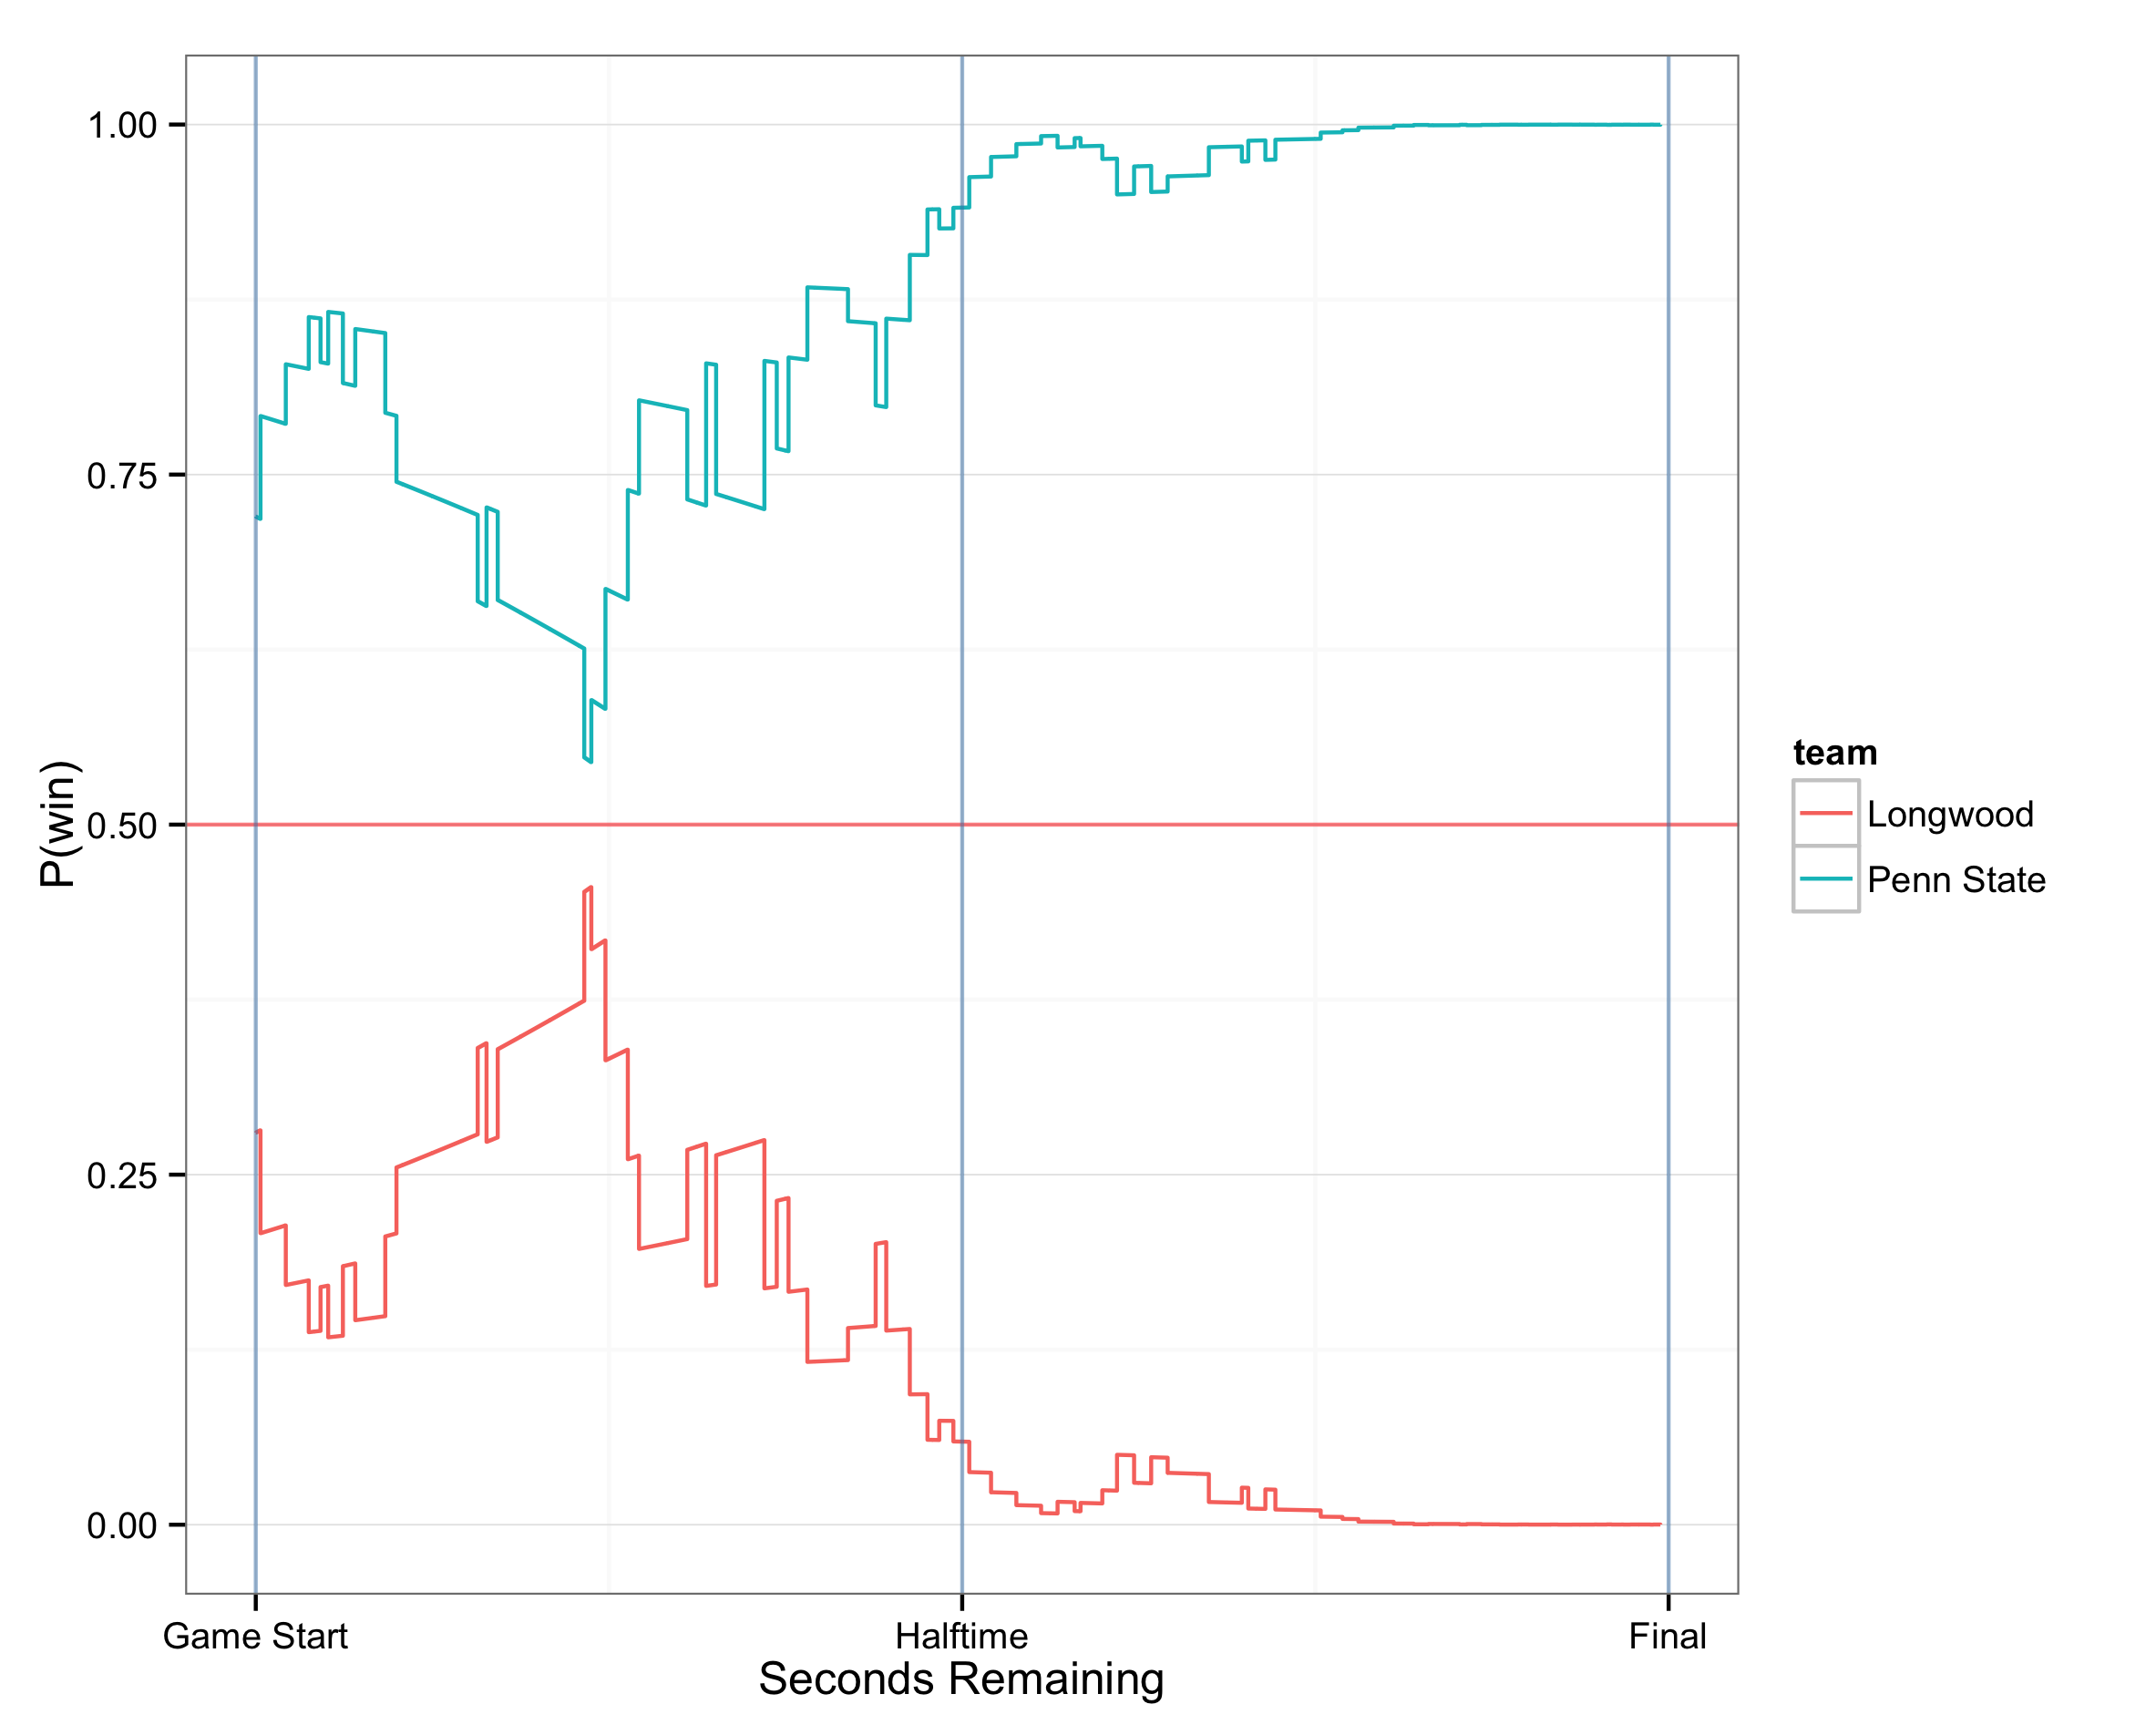 1.00
0.75
0.50
0.25
0.00
P(win)
Game Start
Halftime
Final
Seconds Remaining
team
Longwood
Penn State